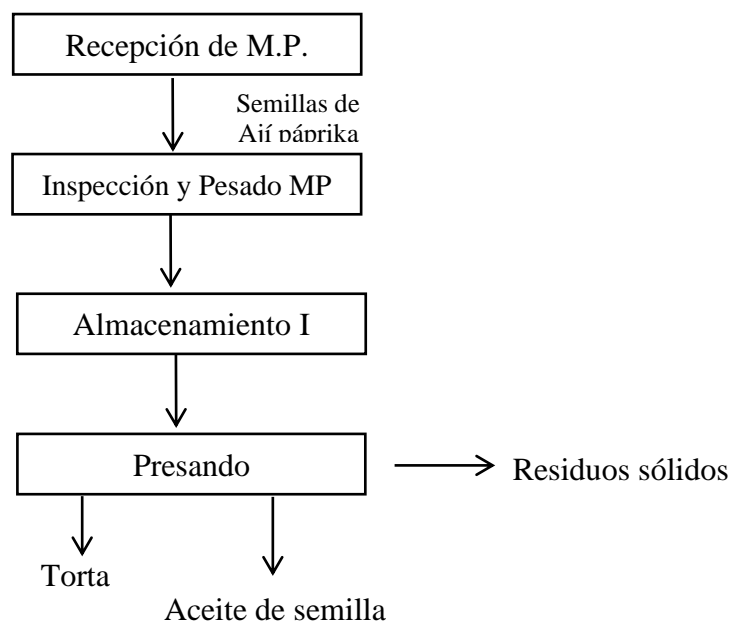 Recepción de M.P.
Semillas de
Ají páprika
Inspección y Pesado MP
Almacenamiento I
Presando
Residuos sólidos
Torta
Aceite de semilla